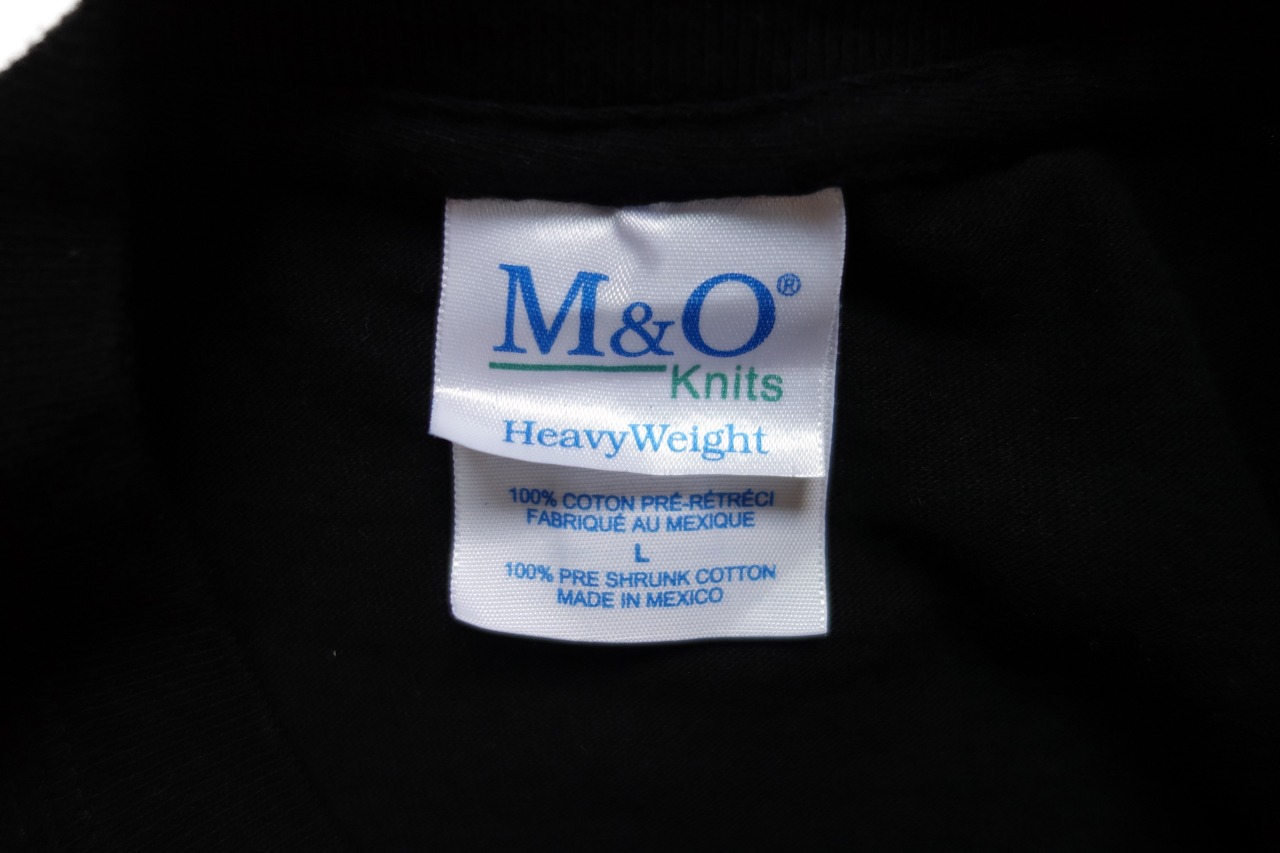 M&O®
Knits
HeavyWeight
100% COTON PRÉ-RÉTRÉCI
FABRIQUÉ AU MEXIQUE
L
100% PRE SHRUNK COTTON
MADE IN MEXICO